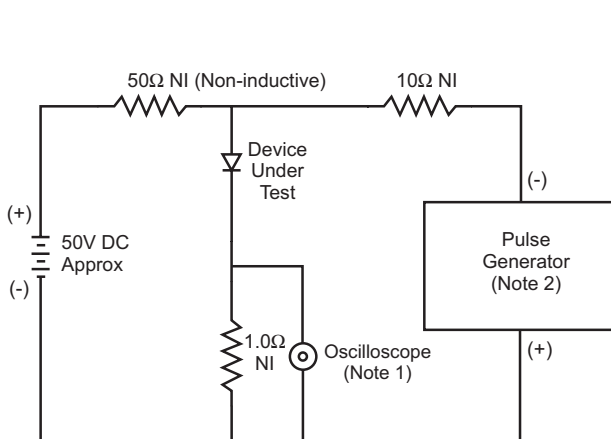 50Ω NI (Non-inductive)
10Ω NI
Device
Under
Test
(-)
(+)
50V DC
Approx
(-)
Pulse
Generator
(Note 2)
1.0Ω
NI
Oscilloscope
(Note 1)
(+)